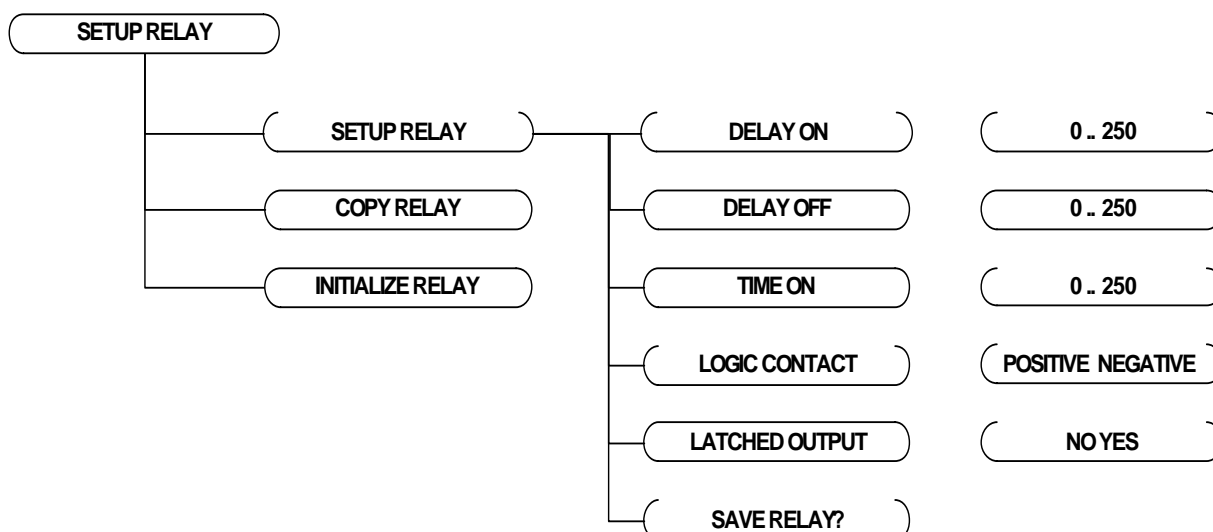 SETUP RELAY
SETUP RELAY DELAY ON 0 .. 250
COPY RELAY DELAY OFF 0 .. 250
INITIALIZE RELAY TIME ON 0 .. 250
LOGIC CONTACT POSITIVE NEGATIVE
LATCHED OUTPUT NO YES
SAVE RELAY?